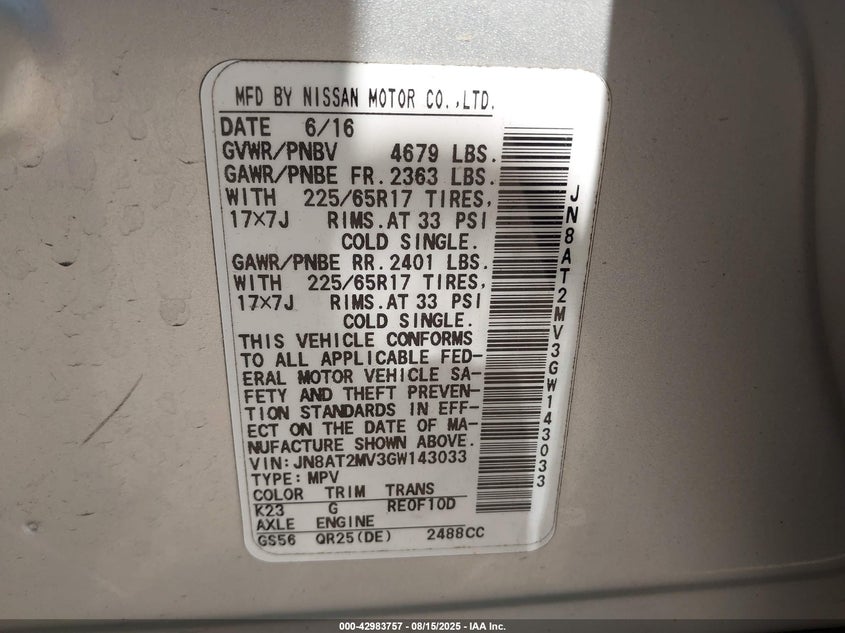 MFD BY NISSAN MOTOR CO.,LTD.
DATE 6/16
GVWR/PNBV 4679 LBS.
GAWR/PNBE FR. 2363 LBS.
WITH 225/65R17 TIRES,
17×7J RIMS. AT 33 PSI
COLD SINGLE.
GAWR/PNBE RR. 2401 LBS.
WITH 225/65R17 TIRES,
17×7J RIMS. AT 33 PSI
COLD SINGLE.
THIS VEHICLE CONFORMS
TO ALL APPLICABLE FED-
ERAL MOTOR VEHICLE SA-
FETY AND THEFT PREVEN-
TION STANDARDS IN EFF-
ECT ON THE DATE OF MA-
NUFACTURE SHOWN ABOVE.
VIN:JN8AT2MV3GW143033
TYPE:MPV
COLOR TRIM TRANS
K23 G RE0F10D
AXLE ENGINE
GS56 QR25(DE) 2488CC
JN8AT2MV3GW143033
000-42983757 - 08/15/2025 - IAA Inc.